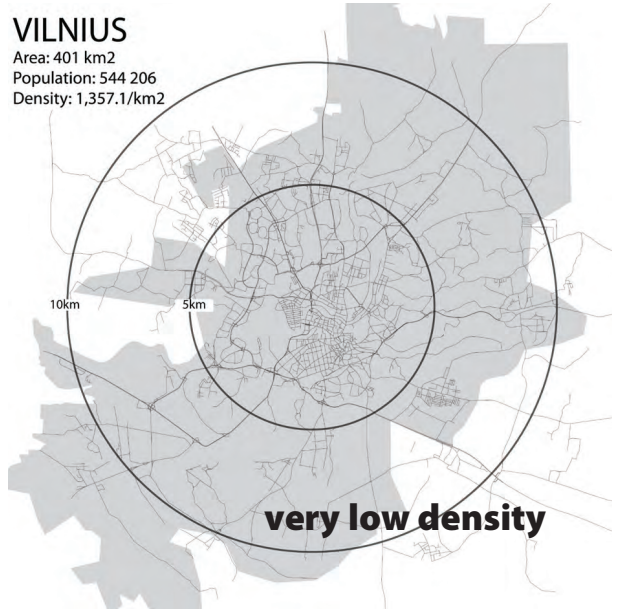 VILNIUS
Area: 401 km2
Population: 544 206
Density: 1,357.1/km2
10km
5km
very low density